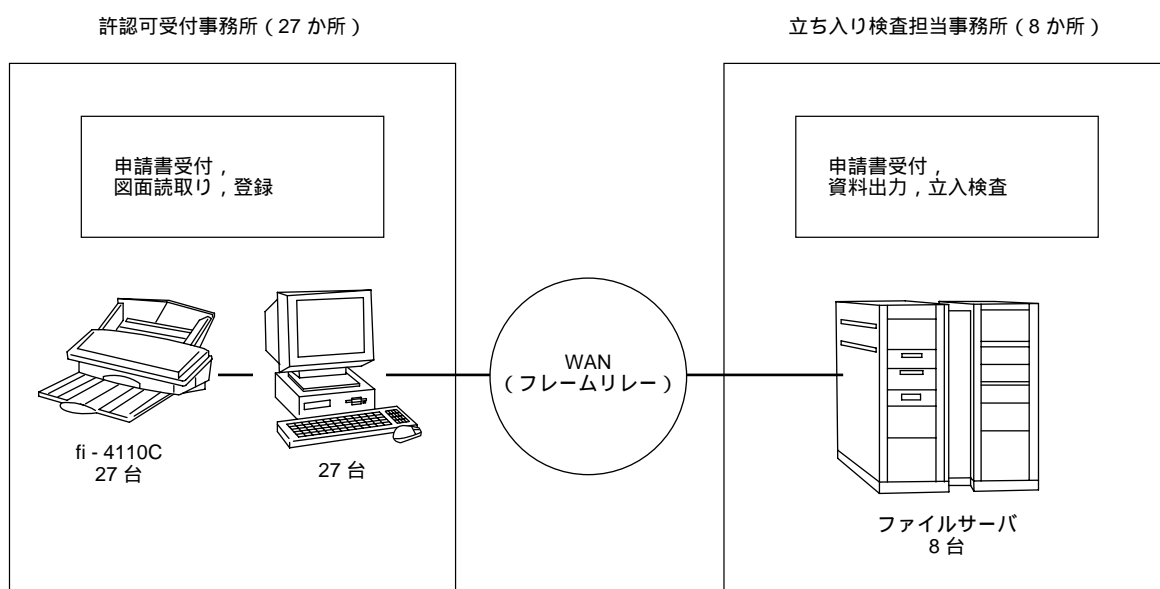 許認可受付事務所（27 か所）
立ち入り検査担当事務所（8 か所）
申請書受付，
図面読取り，登録
申請書受付，
資料出力，立入検査
WAN
（フレームリレー）
fi - 4110C
27 台
27 台
ファイルサーバ
8 台